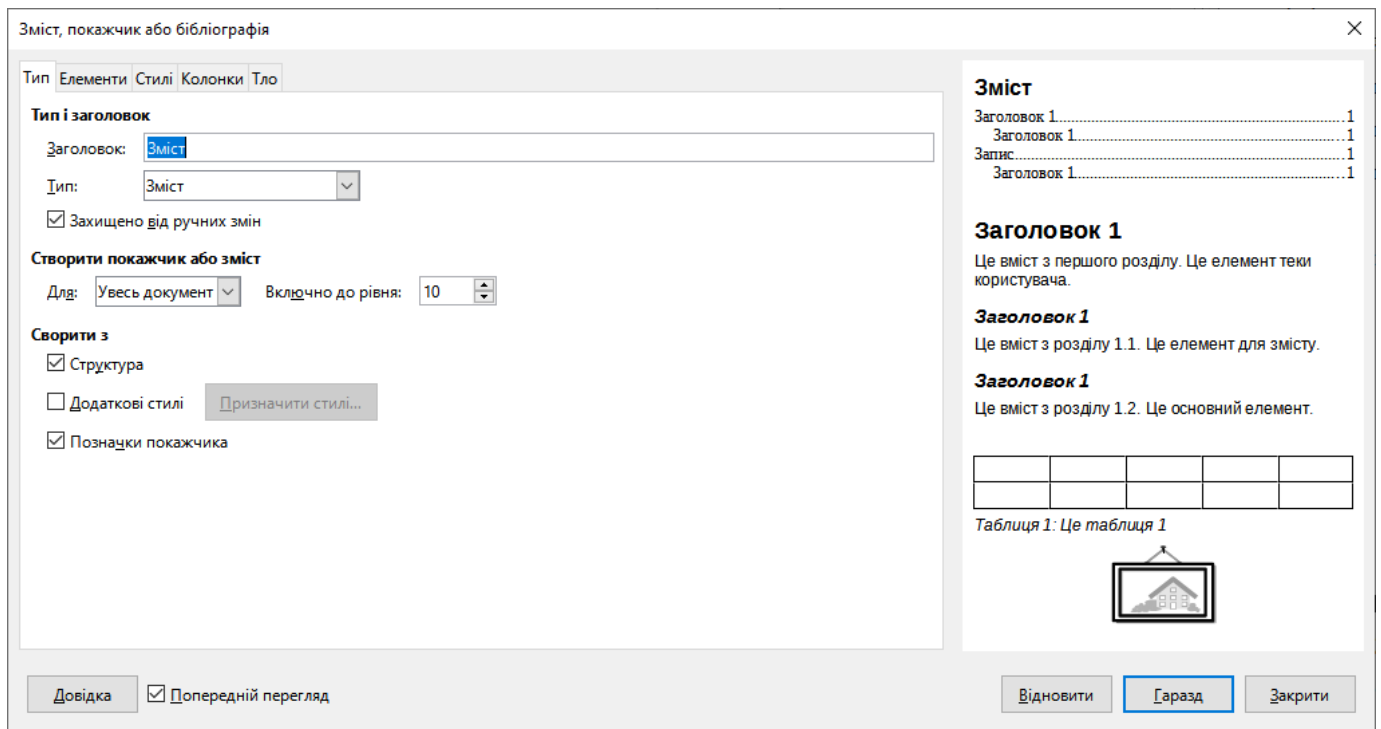 Зміст, покажчик або бібліографія
Тип Елементи Стилі Колонки Тло
Тип і заголовок
Заголовок: Зміст
Тип: Зміст
Захищено від ручних змін
Створити покажчик або зміст
Для: Увесь документ Включно до рівня: 10
Сворити з
Структура
Додаткові стилі Призначити стилі...
Позначки покажчика
Зміст
Заголовок 1.....1
Заголовок 1.....1
Запис.....1
Заголовок 1.....1
Заголовок 1
Це вміст з першого розділу. Це елемент теки
користувача.
Заголовок 1
Це вміст з розділу 1.1. Це елемент для змісту.
Заголовок 1
Це вміст з розділу 1.2. Це основний елемент.
Таблиця 1: Це таблиця 1
Довідка Попередній перегляд Відновити Гаразд Закрити